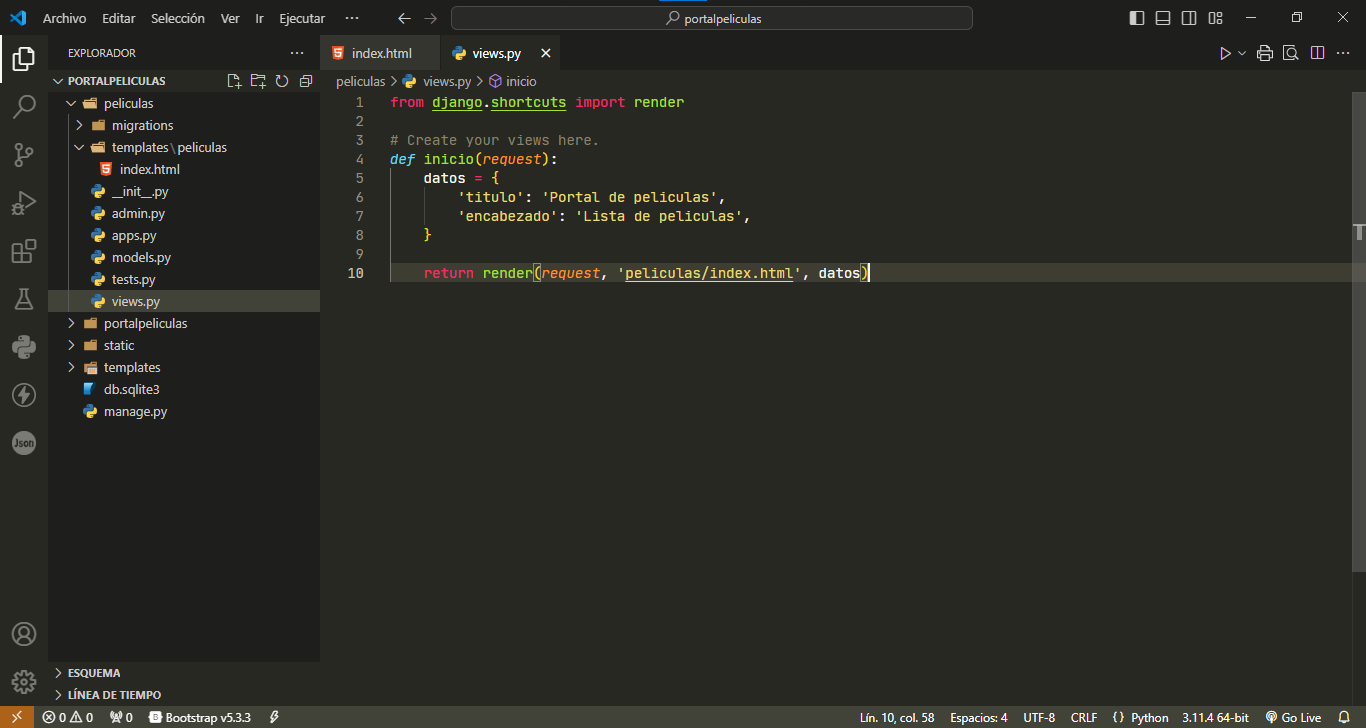 Archivo Editar Selección Ver Ir Ejecutar ··· portalpeliculas
EXPLORADOR ···
PORTALPELICULAS
peliculas
migrations
templates\peliculas
index.html
__init__.py
admin.py
apps.py
models.py
tests.py
views.py
portalpeliculas
static
templates
db.sqlite3
manage.py
ESQUEMA
LÍNEA DE TIEMPO
index.html views.py
peliculas > views.py > inicio
1 from django.shortcuts import render
2
3 # Create your views here.
4 def inicio(request):
5     datos = {
6         'titulo': 'Portal de peliculas',
7         'encabezado': 'Lista de peliculas',
8     }
9
10     return render(request, 'peliculas/index.html', datos)
Json
0 0 0 B Bootstrap v5.3.3 Lín. 10, col. 58 Espacios: 4 UTF-8 CRLF {} Python 3.11.4 64-bit Go Live